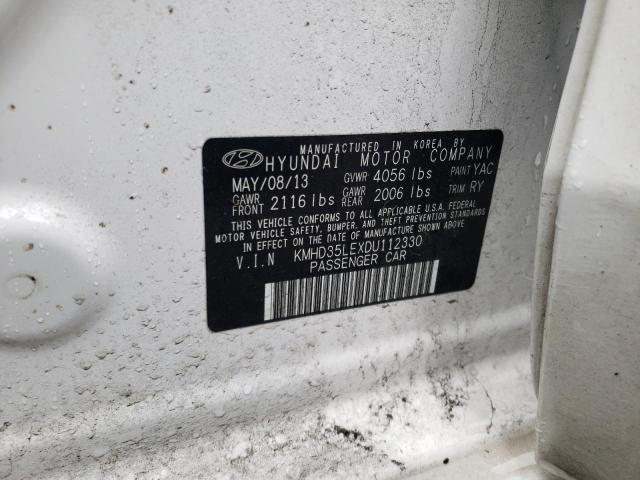 MANUFACTURED IN KOREA BY
HYUNDAI MOTOR COMPANY
MAY/08/13 GVWR 4056 lbs PAINT YAC
GAWR FRONT 2116 lbs GAWR REAR 2006 lbs TRIM RY
THIS VEHICLE CONFORMS TO ALL APPLICABLE U.S.A. FEDERAL
MOTOR VEHICLE SAFETY, BUMPER, AND THEFT PREVENTION STANDARDS
IN EFFECT ON THE DATE OF MANUFACTURE SHOWN ABOVE.
V.I.N KMHD35LEXDU112330
PASSENGER CAR